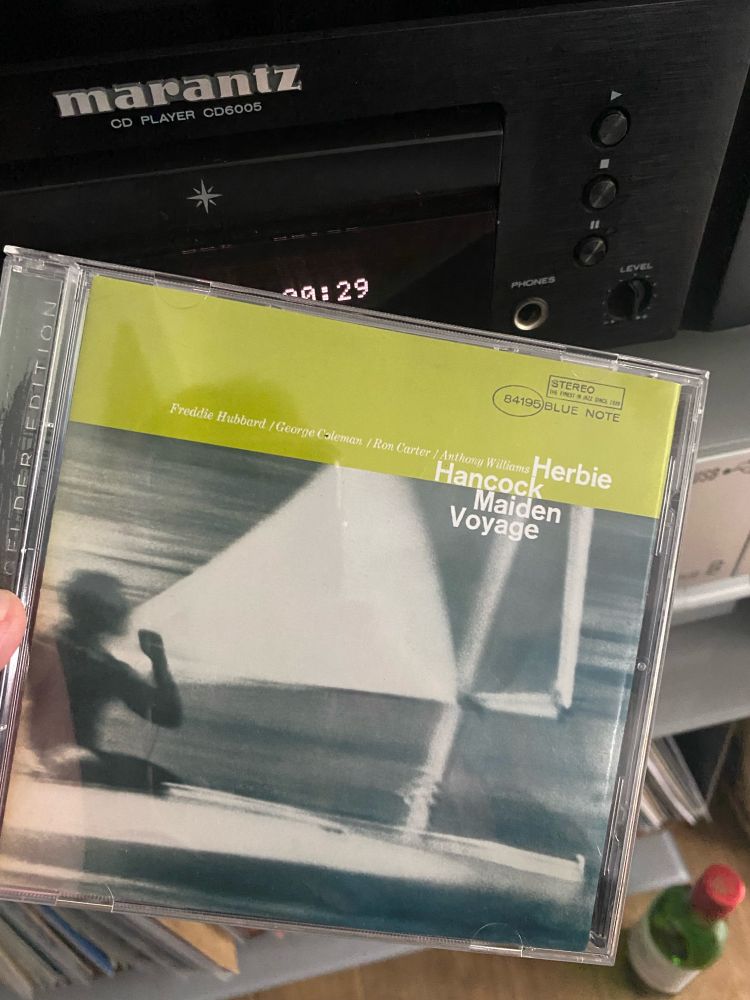 marantz
CD PLAYER CD6005
00:29
PHONES
LEVEL
GELDER EDITION
STEREO
THE FINEST IN JAZZ SINCE 1939
84195 BLUE NOTE
Freddie Hubbard / George Coleman / Ron Carter / Anthony Williams Herbie
Hancock
Maiden
Voyage